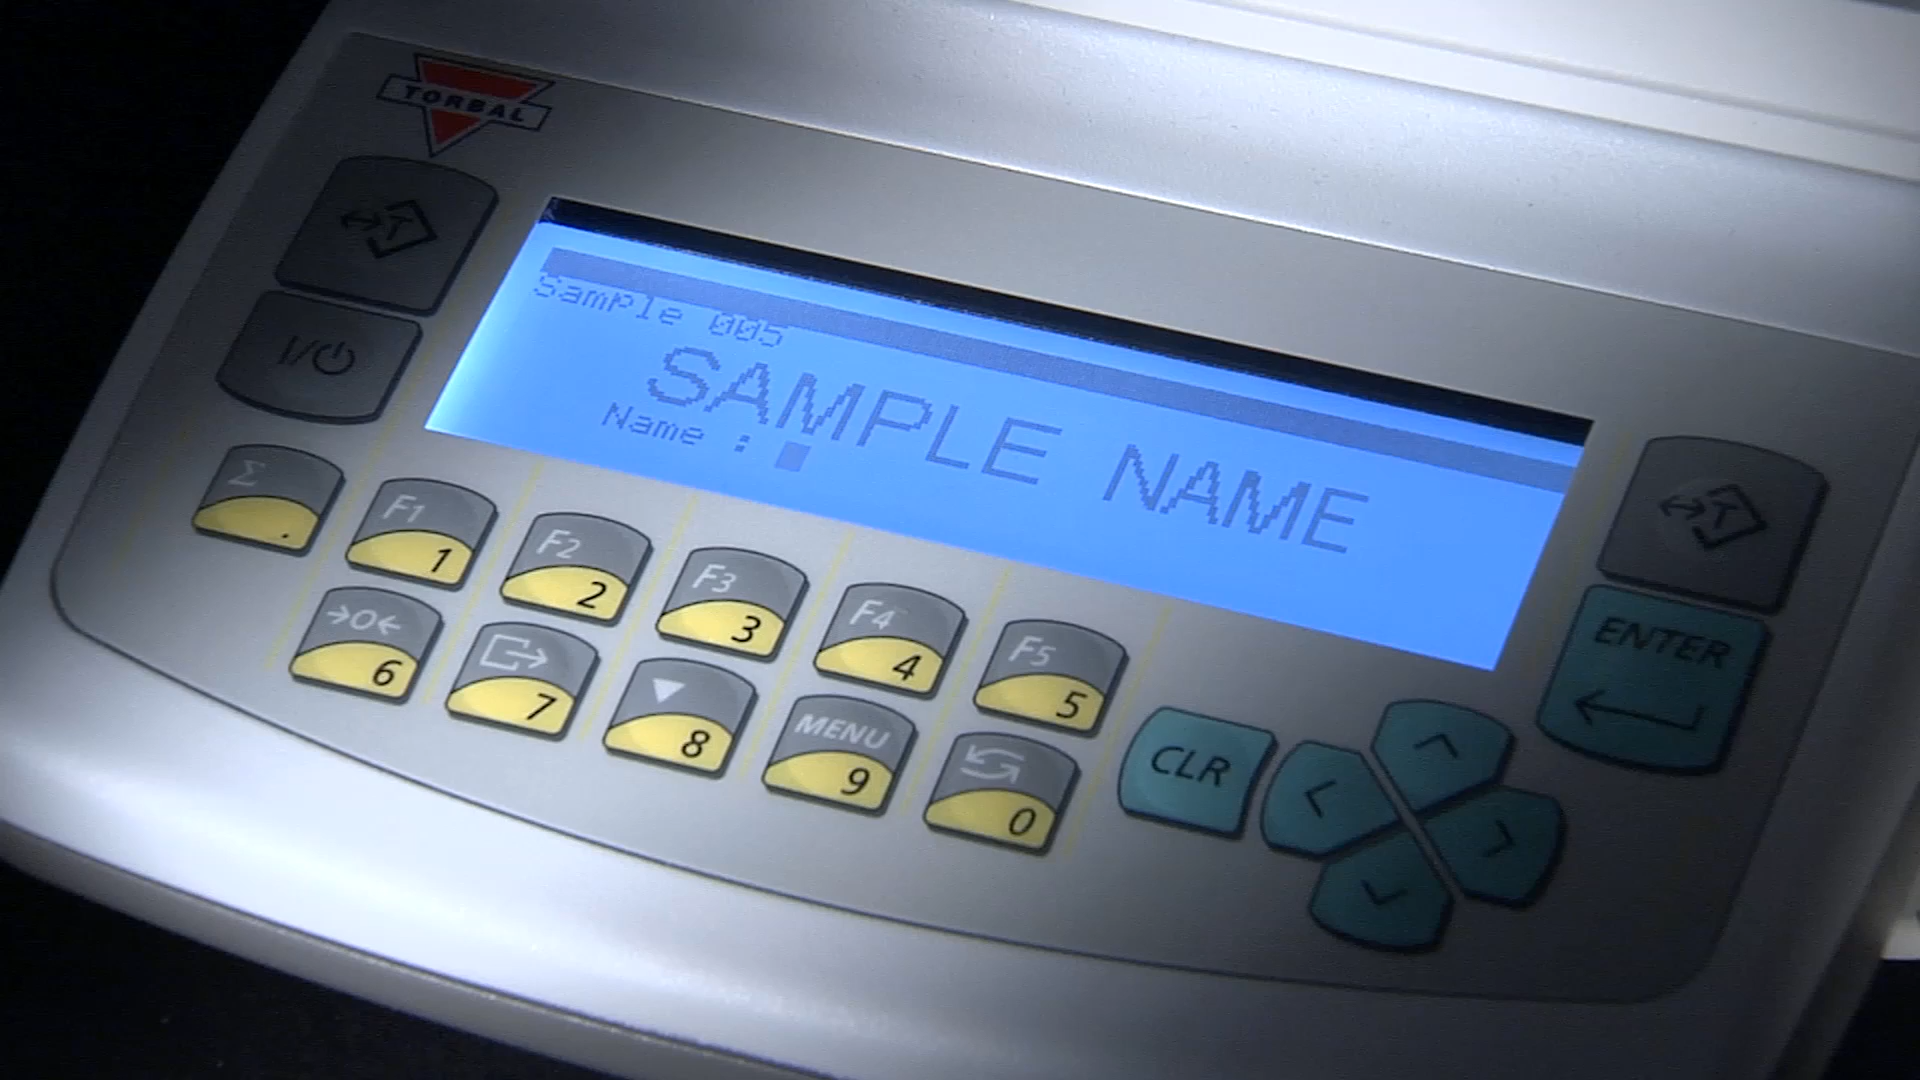 TORBAL
T
I/
Sample 005
SAMPLE NAME
Name :
T
ENTER
Σ .
F1 1
F2 2
F3 3
F4 4
F5 5
→0← 6
7
8
MENU 9
0
CLR